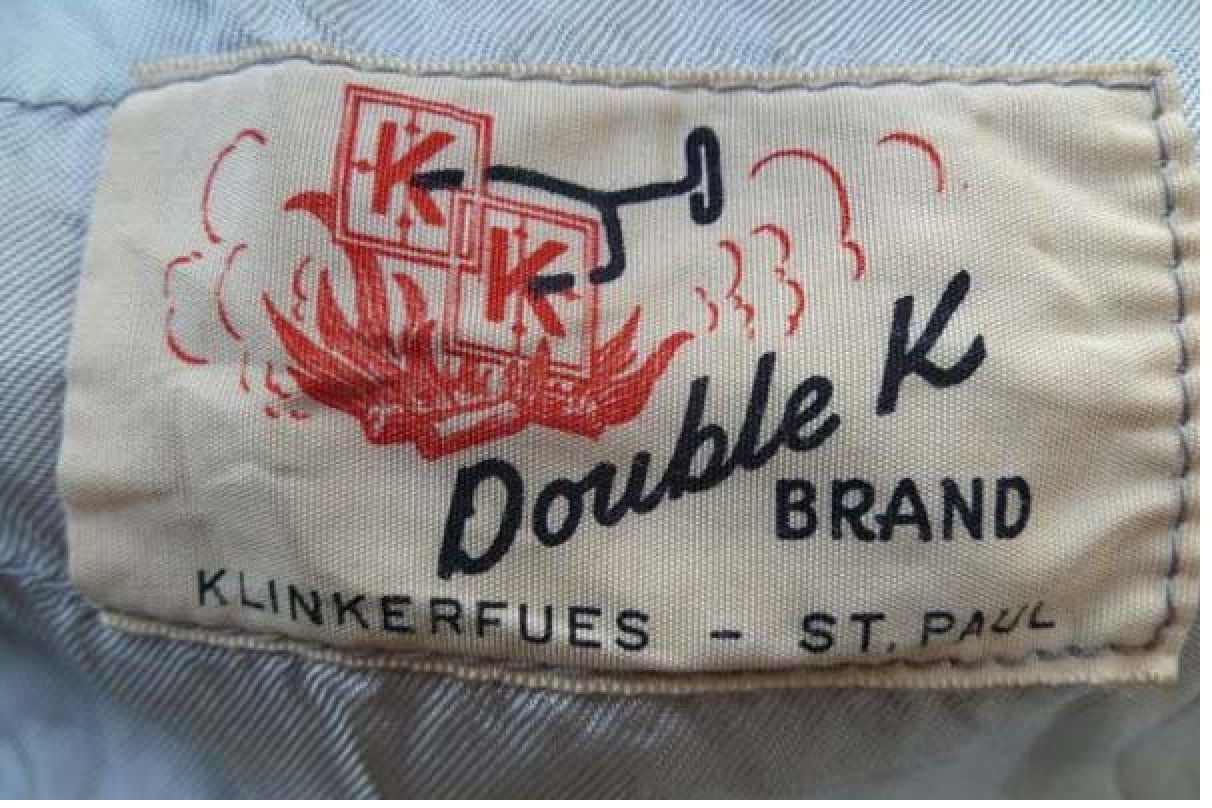 K
K
Double K
BRAND
KLINKERFUES - ST. PAUL